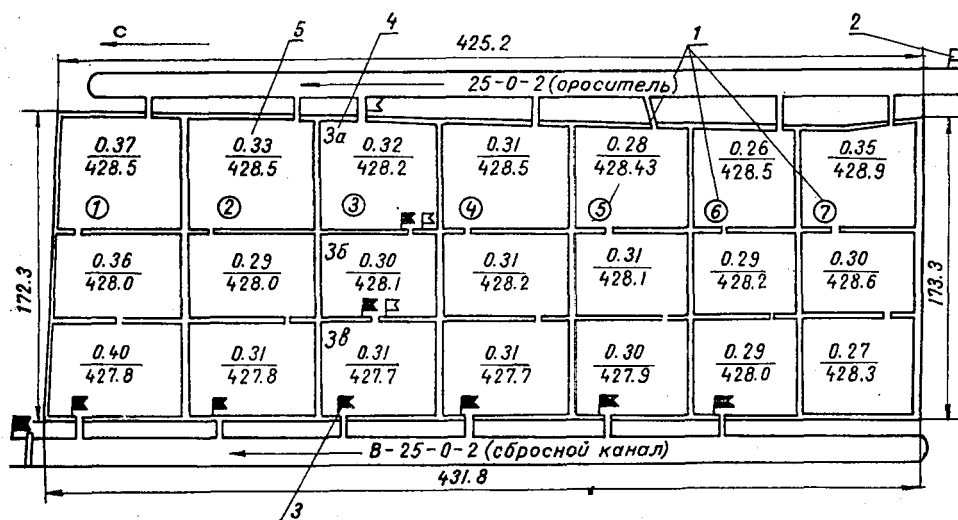 С 5 4 425.2 1 2
25-0-2 (ороситель)
3а
0.37 0.33 0.32 0.31 0.28 0.26 0.35
428.5 428.5 428.2 428.5 428.43 428.5 428.9
1 2 3 4 5 6 7
3б
0.36 0.29 0.30 0.31 0.31 0.29 0.30
428.0 428.0 428.1 428.2 428.1 428.2 428.6
172.3 173.3
3в
0.40 0.31 0.31 0.31 0.30 0.29 0.27
427.8 427.8 427.7 427.7 427.9 428.0 428.3
В-25-0-2 (сбросной канал)
431.8
3